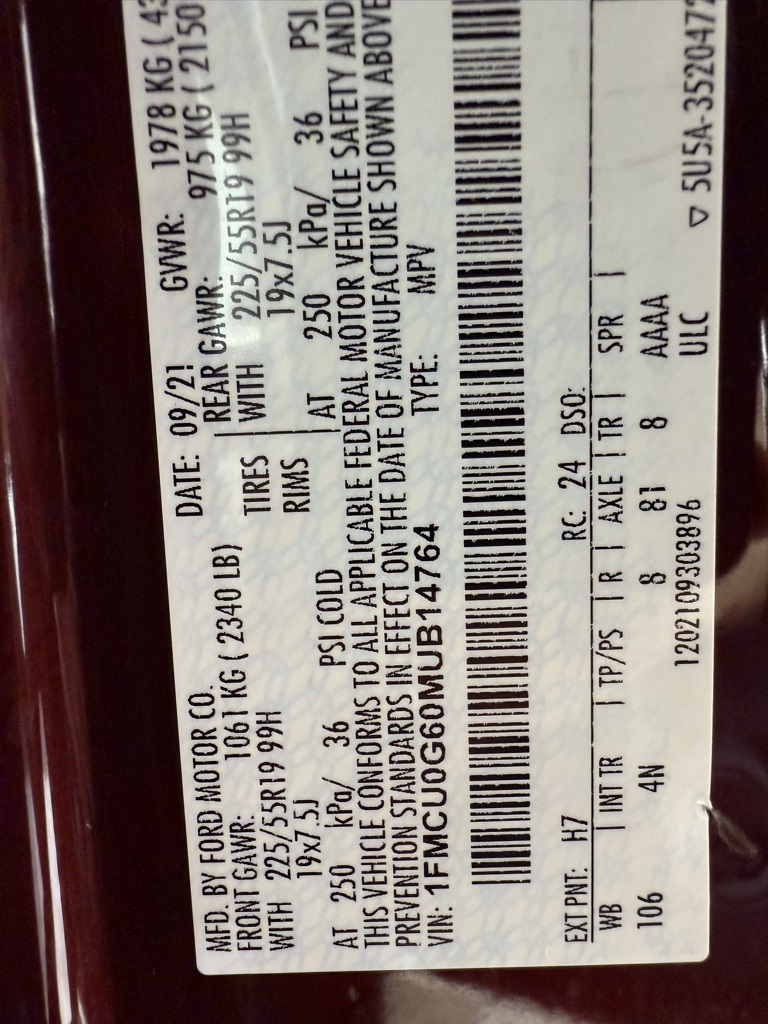 MFD. BY FORD MOTOR CO. DATE: 09/21 GVWR: 1978 KG (
FRONT GAWR: 1061 KG ( 2340 LB) REAR GAWR: 975 KG ( 2150
WITH 225/55R19 99H TIRES WITH 225/55R19 99H
19x7.5J RIMS 19x7.5J
AT 250 kPa/ 36 PSI COLD AT 250 kPa/ 36 PSI
THIS VEHICLE CONFORMS TO ALL APPLICABLE FEDERAL MOTOR VEHICLE SAFETY AND
PREVENTION STANDARDS IN EFFECT ON THE DATE OF MANUFACTURE SHOWN ABOVE
VIN: 1FMCU0G60MUB14764 TYPE: MPV
EXT PNT: H7 RC: 24 DSO:
WB | INT TR | TP/PS | R | AXLE | TR | SPR |
106 4N 8 81 8 AAAA
1202109303896 ULC ▽ 5U5A-3520472